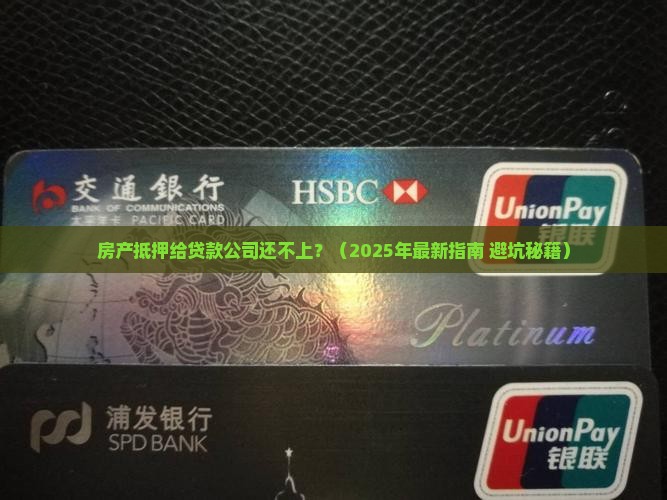 交通銀行
BANK OF COMMUNICATIONS
太平洋卡 PACIFIC CARD
HSBC
UnionPay
银联
房产抵押给贷款公司还不上？（2025年最新指南 避坑秘籍）
Platinum
浦发银行
SPD BANK
UnionPay
银联